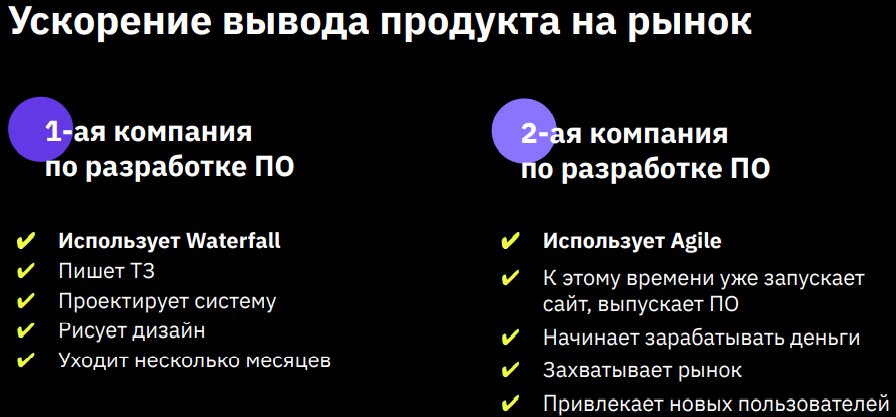 Ускорение вывода продукта на рынок
1-ая компания
по разработке ПО
✔ Использует Waterfall
✔ Пишет ТЗ
✔ Проектирует систему
✔ Рисует дизайн
✔ Уходит несколько месяцев
2-ая компания
по разработке ПО
✔ Использует Agile
✔ К этому времени уже запускает
сайт, выпускает ПО
✔ Начинает зарабатывать деньги
✔ Захватывает рынок
✔ Привлекает новых пользователей